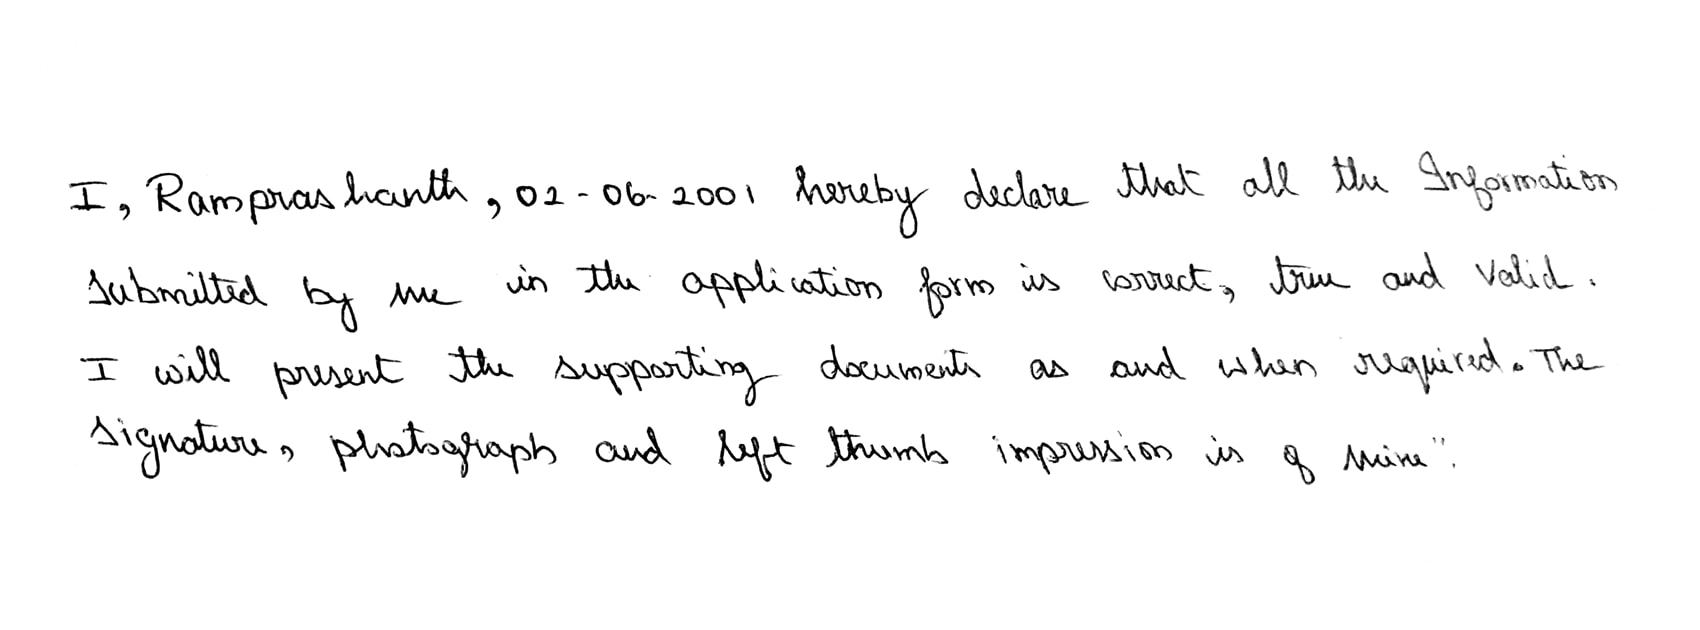 I, Ramprashanth, 02-06-2001 hereby declare that all the Information
submitted by me in the application form is correct, true and valid.
I will present the supporting documents as and when required. The
signature, photograph and left thumb impression is of mine".